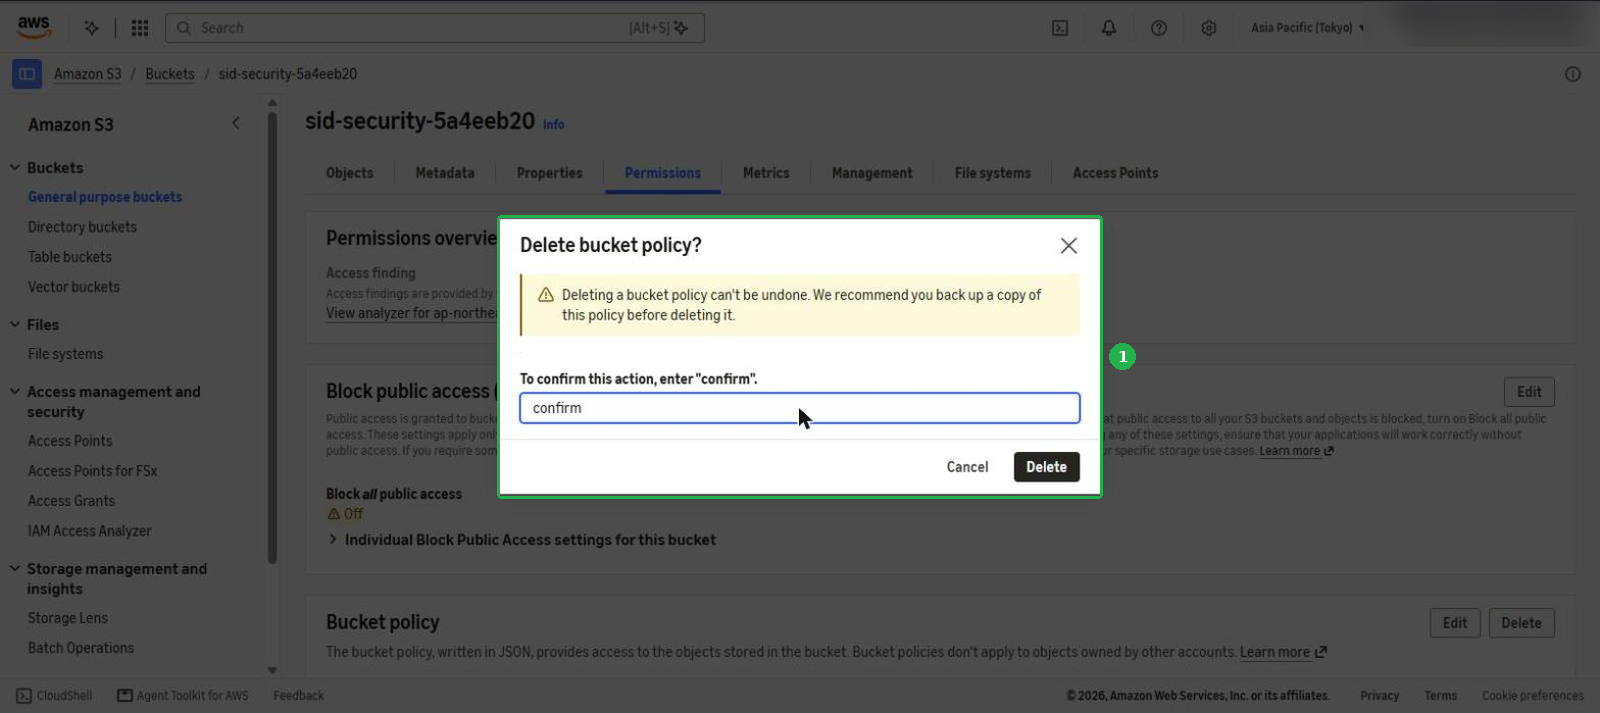 aws
Search
[Alt+S]
Asia Pacific (Tokyo)
Amazon S3 / Buckets / sid-security-5a4eeb20
Amazon S3
Buckets
General purpose buckets
Directory buckets
Table buckets
Vector buckets
Files
File systems
Access management and
security
Access Points
Access Points for FSx
Access Grants
IAM Access Analyzer
Storage management and
insights
Storage Lens
Batch Operations
sid-security-5a4eeb20 Info
Objects
Metadata
Properties
Permissions
Metrics
Management
File systems
Access Points
Permissions overvie
Access finding
Access findings are provided by
View analyzer for ap-northea
Delete bucket policy?
Deleting a bucket policy can't be undone. We recommend you back up a copy of
this policy before deleting it.
To confirm this action, enter "confirm".
confirm
Cancel
Delete
1
Block public access (
Edit
Public access is granted to bucke at public access to all your S3 buckets and objects is blocked, turn on Block all public
access. These settings apply onl any of these settings, ensure that your applications will work correctly without
public access. If you require som r specific storage use cases. Learn more
Block all public access
Off
Individual Block Public Access settings for this bucket
Bucket policy
Edit
Delete
The bucket policy, written in JSON, provides access to the objects stored in the bucket. Bucket policies don't apply to objects owned by other accounts. Learn more
CloudShell
Agent Toolkit for AWS
Feedback
© 2026, Amazon Web Services, Inc. or its affiliates.
Privacy
Terms
Cookie preferences